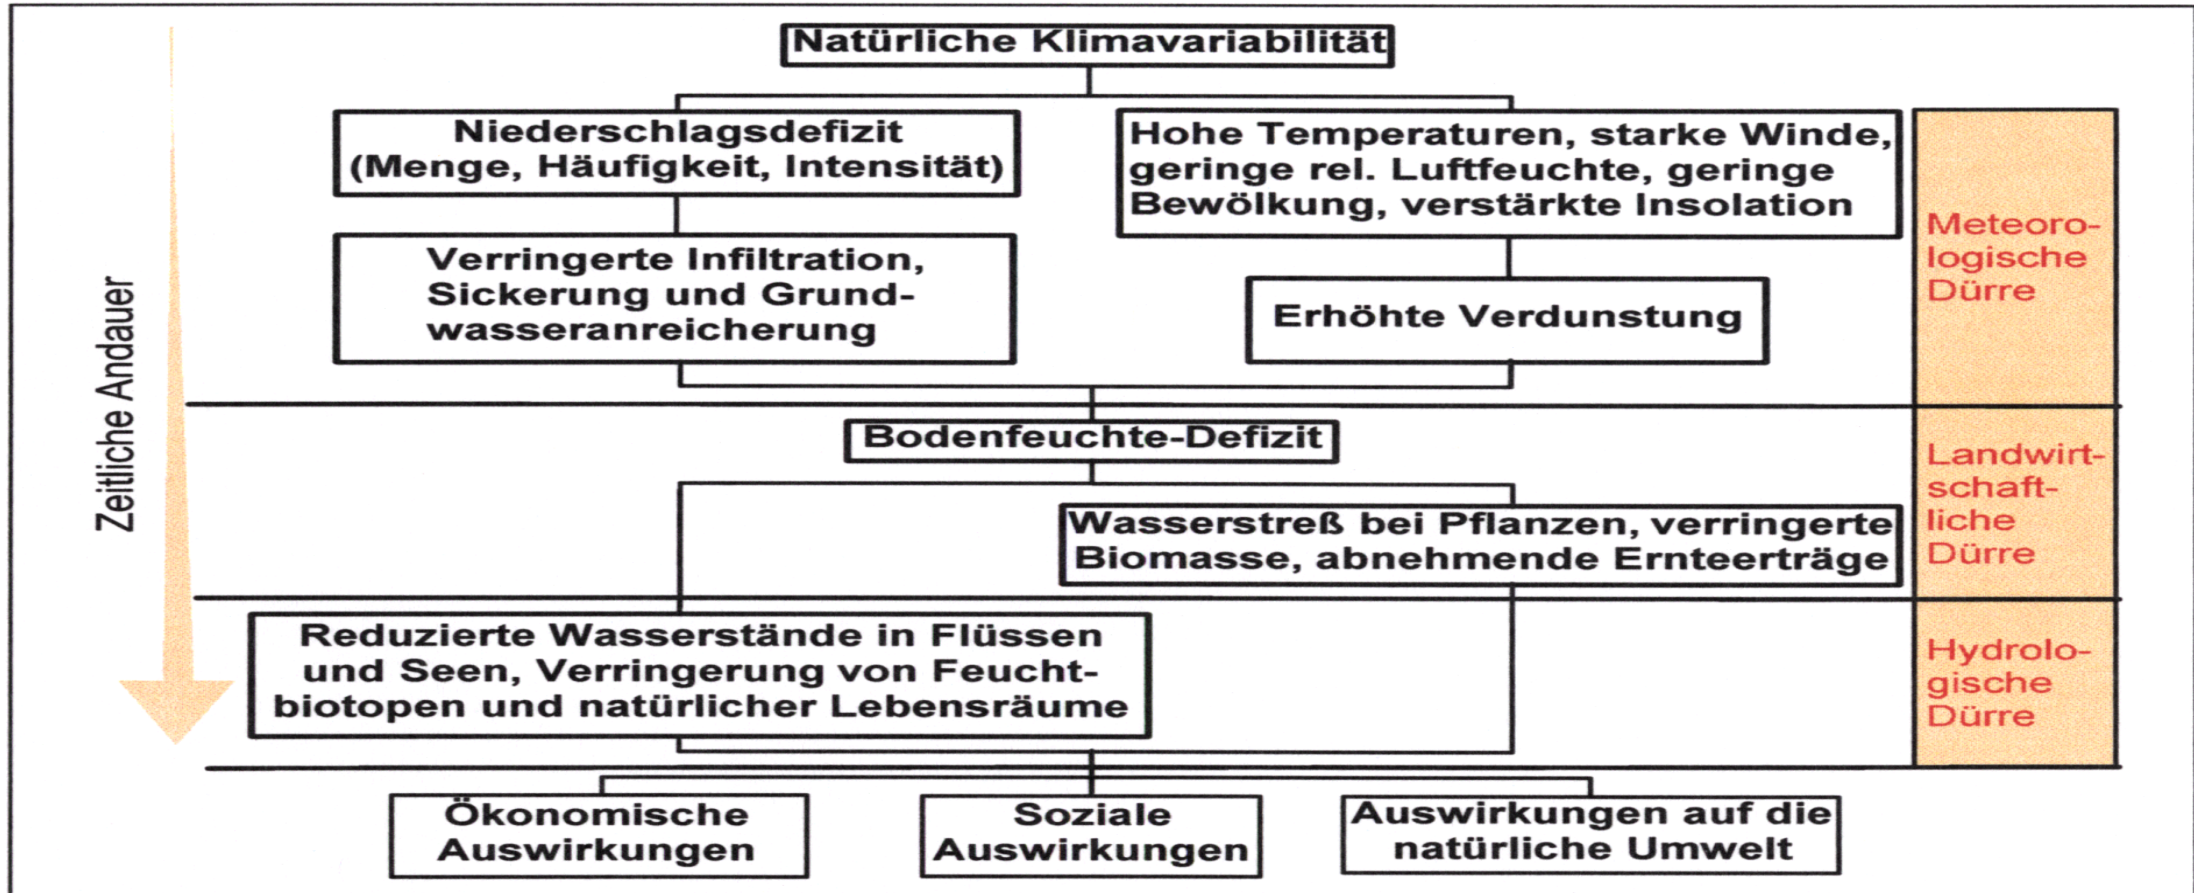 Natürliche Klimavariabilität
Niederschlagsdefizit
(Menge, Häufigkeit, Intensität)
Hohe Temperaturen, starke Winde,
geringe rel. Luftfeuchte, geringe
Bewölkung, verstärkte Insolation
Verringerte Infiltration,
Sickerung und Grund-
wasseranreicherung
Erhöhte Verdunstung
Meteoro-
logische
Dürre
Zeitliche Andauer
Bodenfeuchte-Defizit
Wasserstreß bei Pflanzen, verringerte
Biomasse, abnehmende Ernteerträge
Landwirt-
schaft-
liche
Dürre
Reduzierte Wasserstände in Flüssen
und Seen, Verringerung von Feucht-
biotopen und natürlicher Lebensräume
Hydrolo-
gische
Dürre
Ökonomische
Auswirkungen
Soziale
Auswirkungen
Auswirkungen auf die
natürliche Umwelt